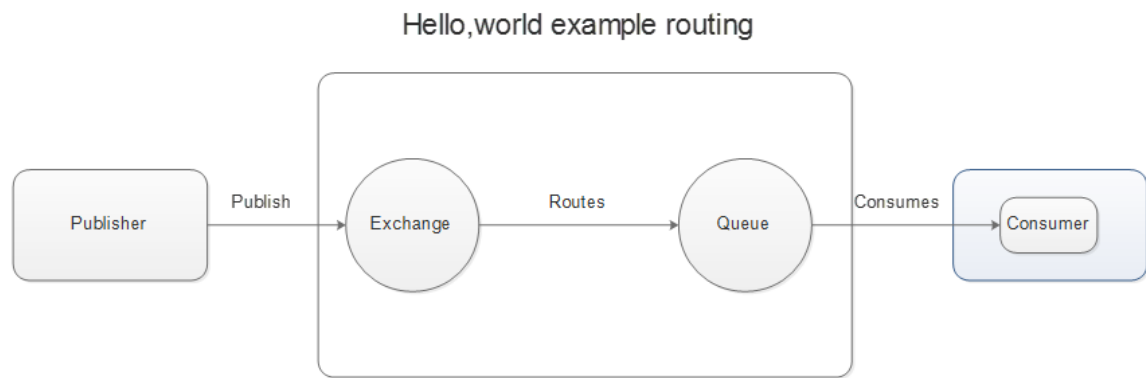 Hello,world example routing
Publisher
Publish
Exchange
Routes
Queue
Consumes
Consumer